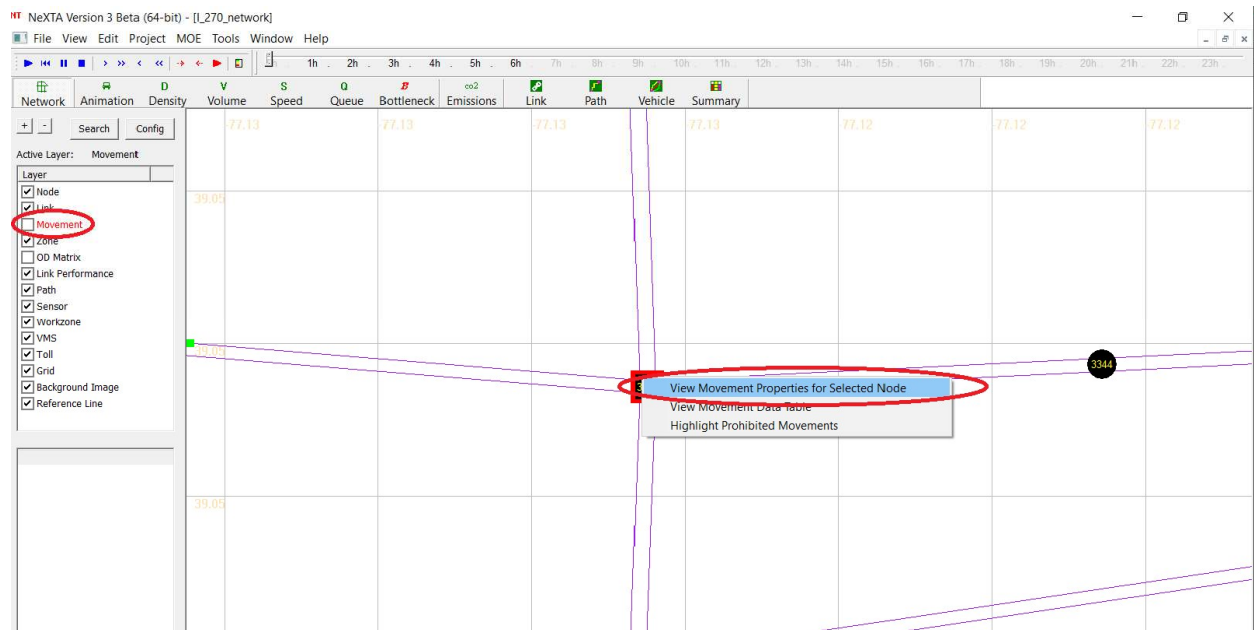 NT NeXTA Version 3 Beta (64-bit) - [I_270_network]
File View Edit Project MOE Tools Window Help
1h . 2h . 3h . 4h . 5h . 6h . 7h . 8h . 9h . 10h . 11h . 12h . 13h . 14h . 15h . 16h . 17h . 18h . 19h . 20h . 21h . 22h . 23h
D V S Q B co2
Network Animation Density Volume Speed Queue Bottleneck Emissions Link Path Vehicle Summary
+ - Search Config
-77.13 -77.13 -77.13 -77.13 -77.12 -77.12 -77.12
Active Layer: Movement
Layer
Node
Link
Movement
Zone
OD Matrix
Link Performance
Path
Sensor
Workzone
VMS
Toll
Grid
Background Image
Reference Line
39.05
39.05
3344
View Movement Properties for Selected Node
View Movement Data Table
Highlight Prohibited Movements
39.05